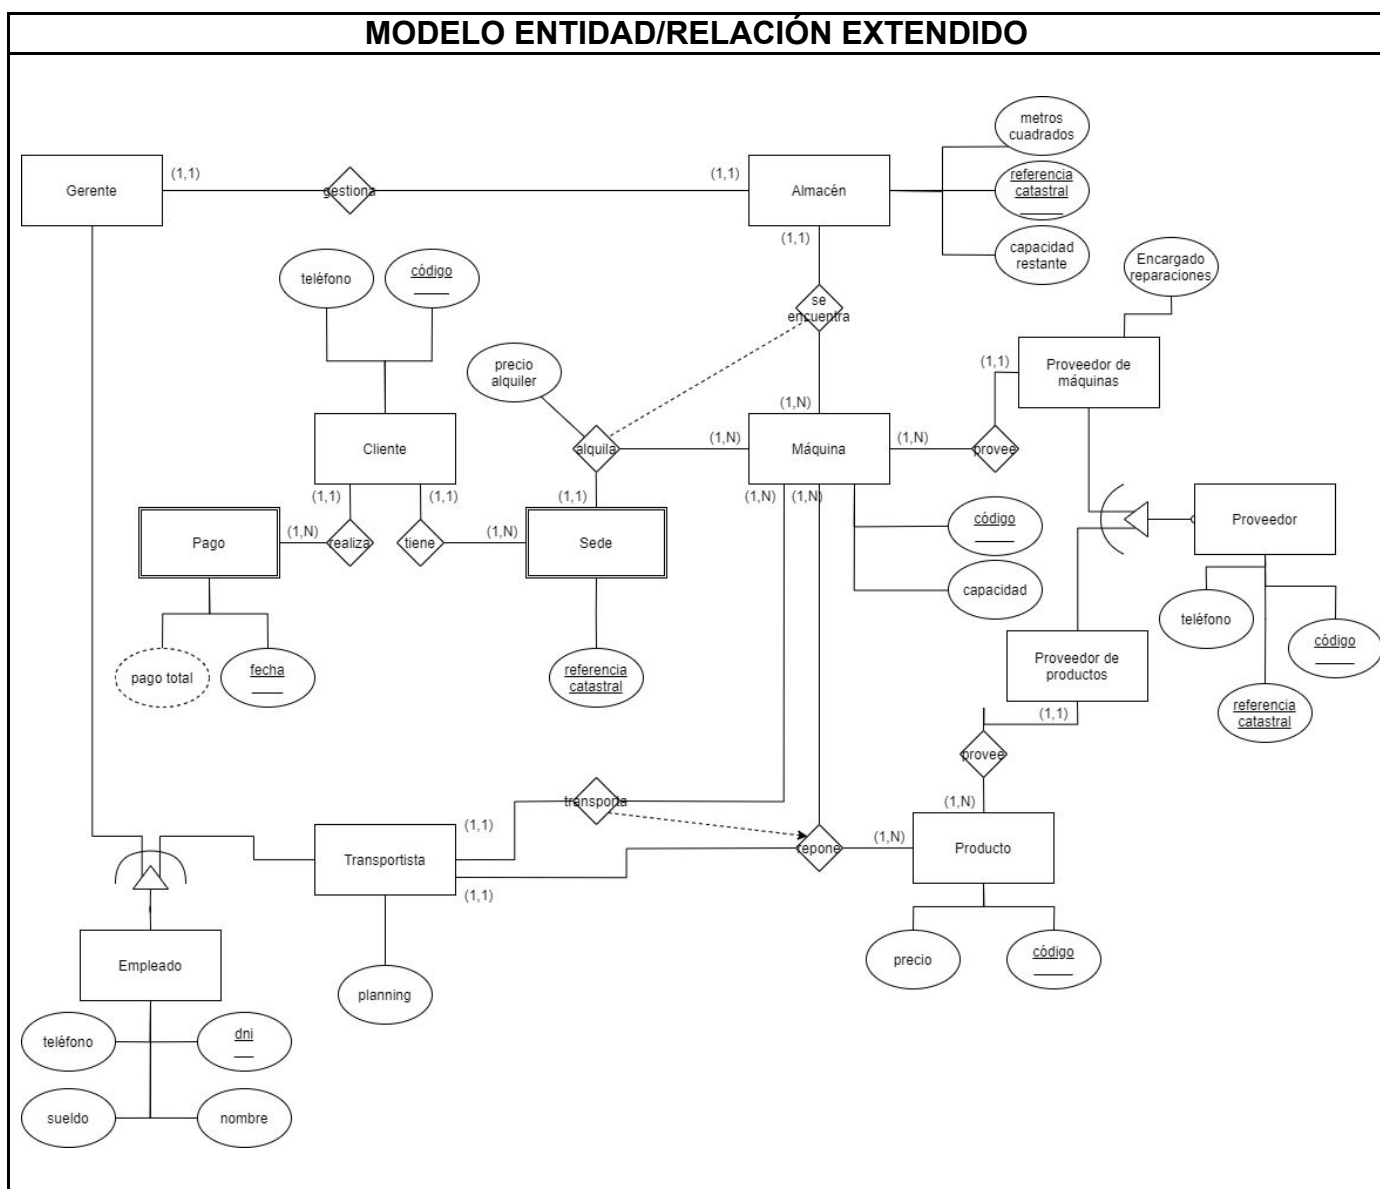 MODELO ENTIDAD/RELACIÓN EXTENDIDO
metros
cuadrados
Gerente
(1,1)
gestiona
(1,1)
Almacén
referencia
catastral
(1,1)
capacidad
restante
Encargado
reparaciones
teléfono
código
se
encuentra
precio
alquiler
(1,1)
Proveedor de
máquinas
(1,N)
Cliente
alquila
(1,N)
Máquina
(1,N)
provee
(1,1)
(1,1)
(1,1)
(1,N)
(1,N)
Pago
(1,N)
realiza
tiene
(1,N)
Sede
código
Proveedor
capacidad
teléfono
código
pago total
fecha
referencia
catastral
Proveedor de
productos
referencia
catastral
(1,1)
provee
transporta
(1,N)
(1,1)
(1,N)
Transportista
repone
Producto
(1,1)
Empleado
precio
código
planning
teléfono
dni
sueldo
nombre